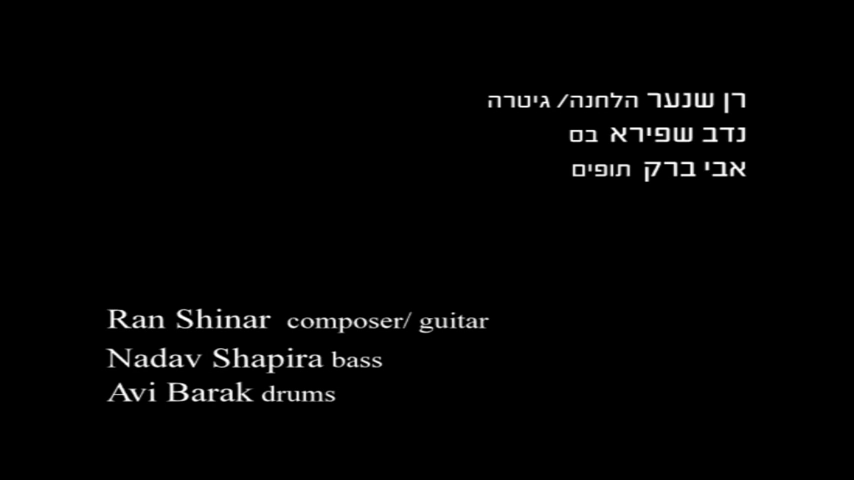 רן שנער הלחנה/ גיטרה
נדב שפירא בס
אבי ברק תופים
Ran Shinar composer/ guitar
Nadav Shapira bass
Avi Barak drums